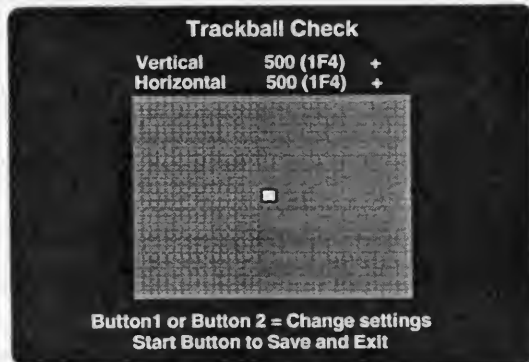 Trackball Check
Vertical 500 (1F4) +
Horizontal 500 (1F4) +
Button1 or Button 2 = Change settings
Start Button to Save and Exit